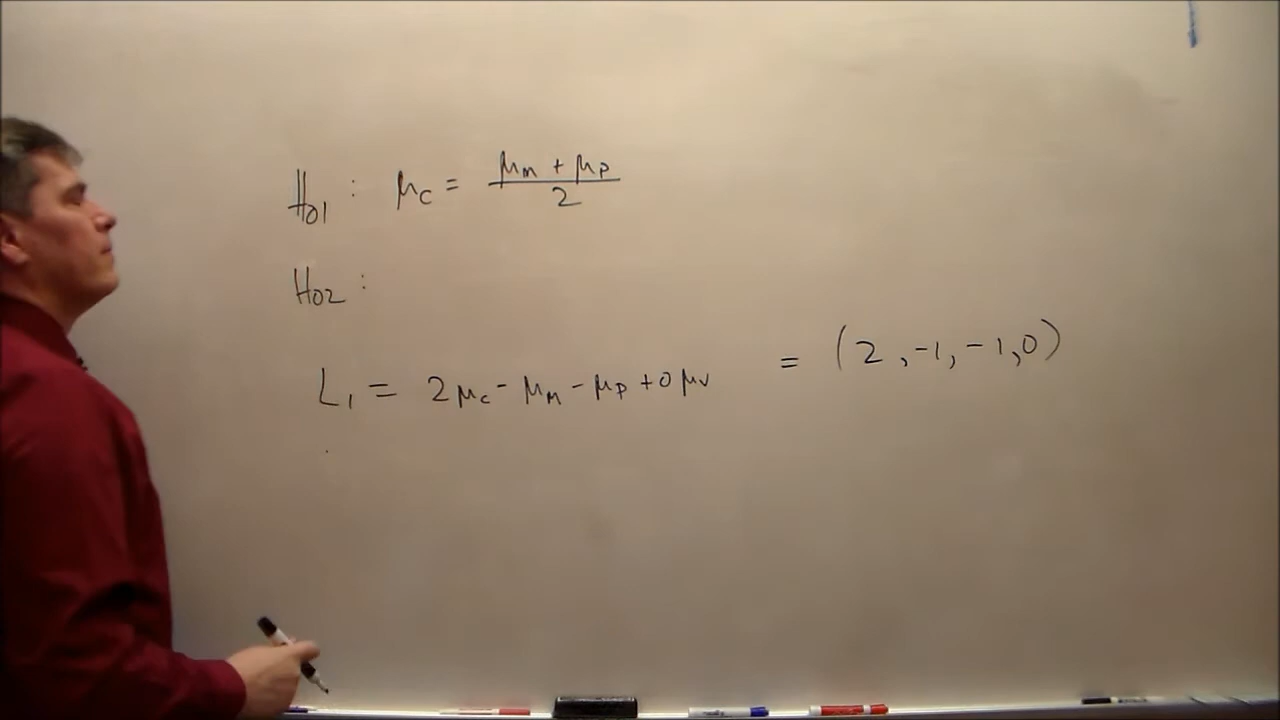 H01 : μc = (μm + μp)/2
H02 :
L1 = 2μc - μm - μp + 0μv = (2, -1, -1, 0)